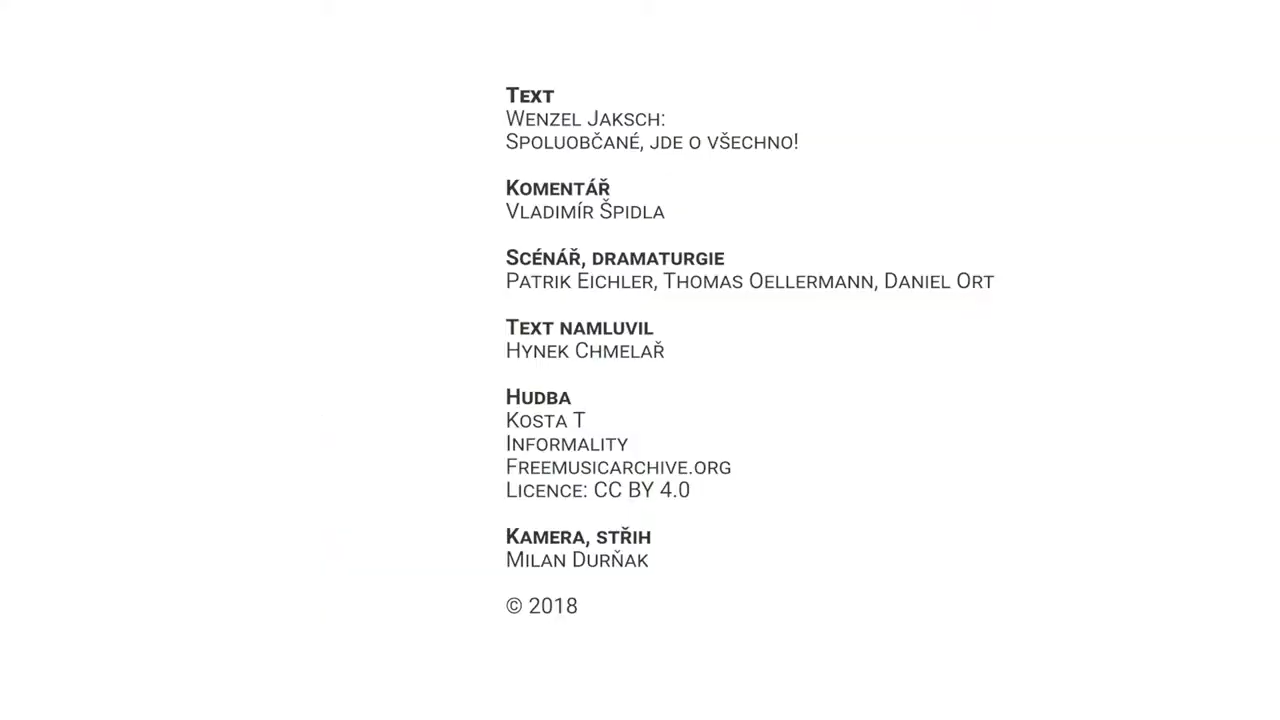 Text
Wenzel Jaksch:
Spoluobčané, jde o všechno!
Komentář
Vladimír Špidla
Scénář, dramaturgie
Patrik Eichler, Thomas Oellermann, Daniel Ort
Text namluvil
Hynek Chmelař
Hudba
Kosta T
Informality
Freemusicarchive.org
Licence: CC BY 4.0
Kamera, střih
Milan Durňak
© 2018